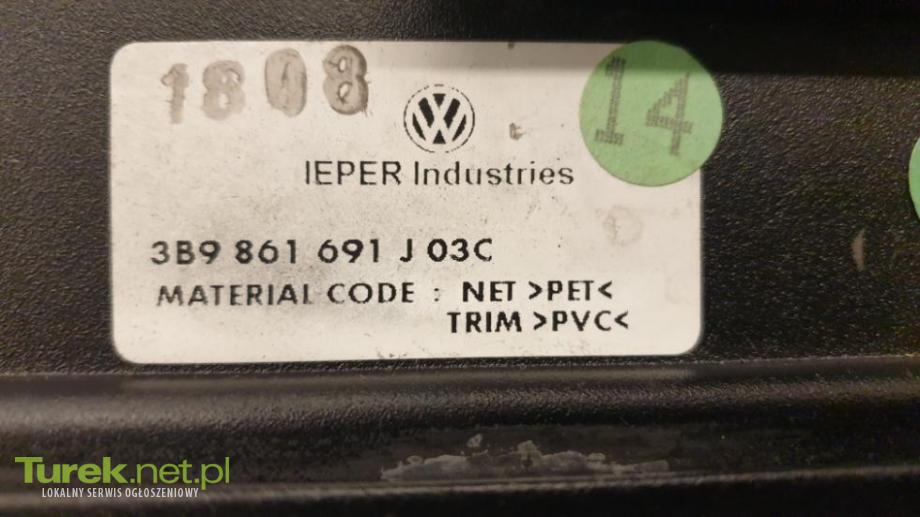 1808
14
IEPER Industries
3B9 861 691 J 03C
MATERIAL CODE : NET >PET<
TRIM >PVC<
Turek.net.pl
LOKALNY SERWIS OGŁOSZENIOWY